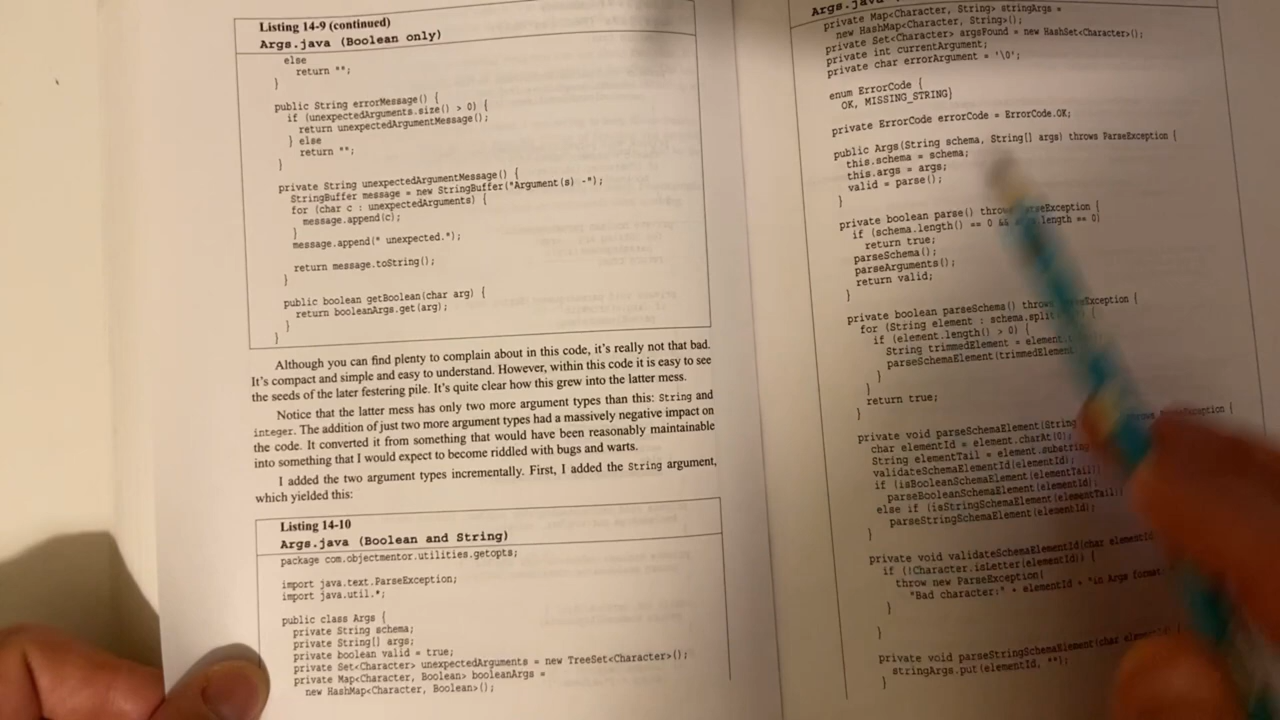 Listing 14-9 (continued)
Args.java (Boolean only)
else
return "";
}
public String errorMessage() {
if (unexpectedArguments.size() > 0) {
return unexpectedArgumentMessage();
} else
return "";
}
private String unexpectedArgumentMessage() {
StringBuffer message = new StringBuffer("Argument(s) -");
for (char c : unexpectedArguments) {
message.append(c);
}
message.append(" unexpected.");
return message.toString();
}
public boolean getBoolean(char arg) {
return booleanArgs.get(arg);
}
}
Although you can find plenty to complain about in this code, it's really not that bad.
It's compact and simple and easy to understand. However, within this code it is easy to see
the seeds of the later festering pile. It's quite clear how this grew into the latter mess.
Notice that the latter mess has only two more argument types than this: String and
integer. The addition of just two more argument types had a massively negative impact on
the code. It converted it from something that would have been reasonably maintainable
into something that I would expect to become riddled with bugs and warts.
I added the two argument types incrementally. First, I added the String argument,
which yielded this:
Listing 14-10
Args.java (Boolean and String)
package com.objectmentor.utilities.getopts;
import java.text.ParseException;
import java.util.*;
public class Args {
private String schema;
private String[] args;
private boolean valid = true;
private Set<Character> unexpectedArguments = new TreeSet<Character>();
private Map<Character, Boolean> booleanArgs =
new HashMap<Character, Boolean>();
Args.java
private Map<Character, String> stringArgs =
new HashMap<Character, String>();
private Set<Character> argsFound = new HashSet<Character>();
private int currentArgument;
private char errorArgument = '\0';
enum ErrorCode {
OK, MISSING_STRING}
private ErrorCode errorCode = ErrorCode.OK;
public Args(String schema, String[] args) throws ParseException {
this.schema = schema;
this.args = args;
valid = parse();
}
private boolean parse() throws ParseException {
if (schema.length() == 0 && length == 0)
return true;
parseSchema();
parseArguments();
return valid;
}
private boolean parseSchema() throws ParseException {
for (String element : schema.split {
if (element.length() > 0) {
String trimmedElement = element.
parseSchemaElement(trimmedElement
}
}
return true;
}
private void parseSchemaElement(String throws ParseException {
char elementId = element.charAt(0);
String elementTail = element.substring
validateSchemaElementId(elementId);
if (isBooleanSchemaElement(elementTail))
parseBooleanSchemaElement(elementId);
else if (isStringSchemaElement(elementTail))
parseStringSchemaElement(elementId);
}
private void validateSchemaElementId(char elementId
if (!Character.isLetter(elementId)) {
throw new ParseException(
"Bad character:" + elementId + "in Args format:
}
}
private void parseStringSchemaElement(char elementId) {
stringArgs.put(elementId, "");
}